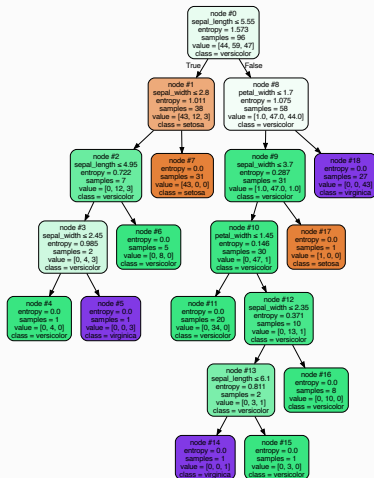 node #0
sepal_length ≤ 5.55
entropy = 1.573
samples = 96
value = [44, 59, 47]
class = versicolor
True
False
node #1
sepal_width ≤ 2.8
entropy = 1.011
samples = 38
value = [43, 12, 3]
class = setosa
node #8
petal_width ≤ 1.7
entropy = 1.075
samples = 58
value = [1.0, 47.0, 44.0]
class = versicolor
node #2
sepal_length ≤ 4.95
entropy = 0.722
samples = 7
value = [0, 12, 3]
class = versicolor
node #7
entropy = 0.0
samples = 31
value = [43, 0, 0]
class = setosa
node #9
sepal_width ≤ 3.7
entropy = 0.287
samples = 31
value = [1.0, 47.0, 1.0]
class = versicolor
node #18
entropy = 0.0
samples = 27
value = [0, 0, 43]
class = virginica
node #3
sepal_width ≤ 2.45
entropy = 0.985
samples = 2
value = [0, 4, 3]
class = versicolor
node #6
entropy = 0.0
samples = 5
value = [0, 8, 0]
class = versicolor
node #10
petal_width ≤ 1.45
entropy = 0.146
samples = 30
value = [0, 47, 1]
class = versicolor
node #17
entropy = 0.0
samples = 1
value = [1, 0, 0]
class = setosa
node #4
entropy = 0.0
samples = 1
value = [0, 4, 0]
class = versicolor
node #5
entropy = 0.0
samples = 1
value = [0, 0, 3]
class = virginica
node #11
entropy = 0.0
samples = 20
value = [0, 34, 0]
class = versicolor
node #12
sepal_width ≤ 2.35
entropy = 0.371
samples = 10
value = [0, 13, 1]
class = versicolor
node #13
sepal_length ≤ 6.1
entropy = 0.811
samples = 2
value = [0, 3, 1]
class = versicolor
node #16
entropy = 0.0
samples = 8
value = [0, 10, 0]
class = versicolor
node #14
entropy = 0.0
samples = 1
value = [0, 0, 1]
class = virginica
node #15
entropy = 0.0
samples = 1
value = [0, 3, 0]
class = versicolor